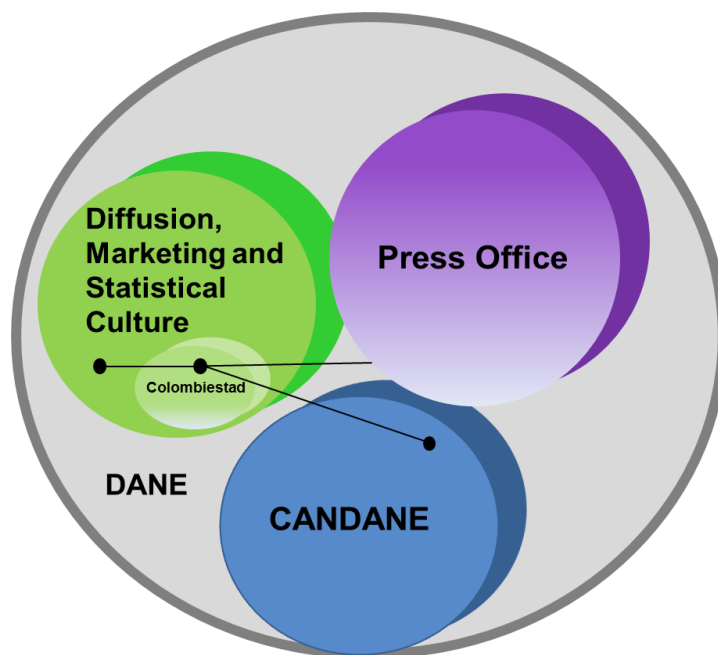 Diffusion,
Marketing and
Statistical
Culture
Press Office
Colombiestad
DANE
CANDANE